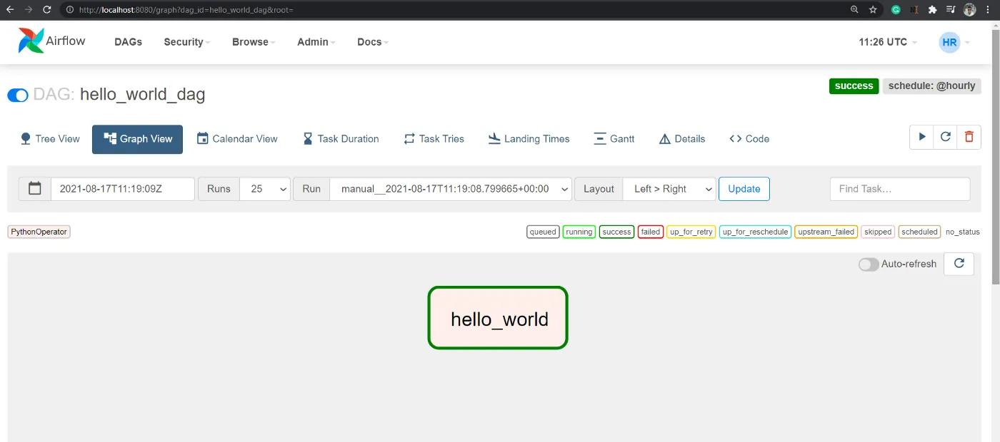 http://localhost:8080/graph?dag_id=hello_world_dag&root=
Airflow DAGs Security Browse Admin Docs 11:26 UTC HR
DAG: hello_world_dag success schedule: @hourly
Tree View Graph View Calendar View Task Duration Task Tries Landing Times Gantt Details Code
2021-08-17T11:19:09Z Runs 25 Run manual__2021-08-17T11:19:08.799665+00:00 Layout Left > Right Update Find Task…
PythonOperator queued running success failed up_for_retry up_for_reschedule upstream_failed skipped scheduled no_status
Auto-refresh
hello_world